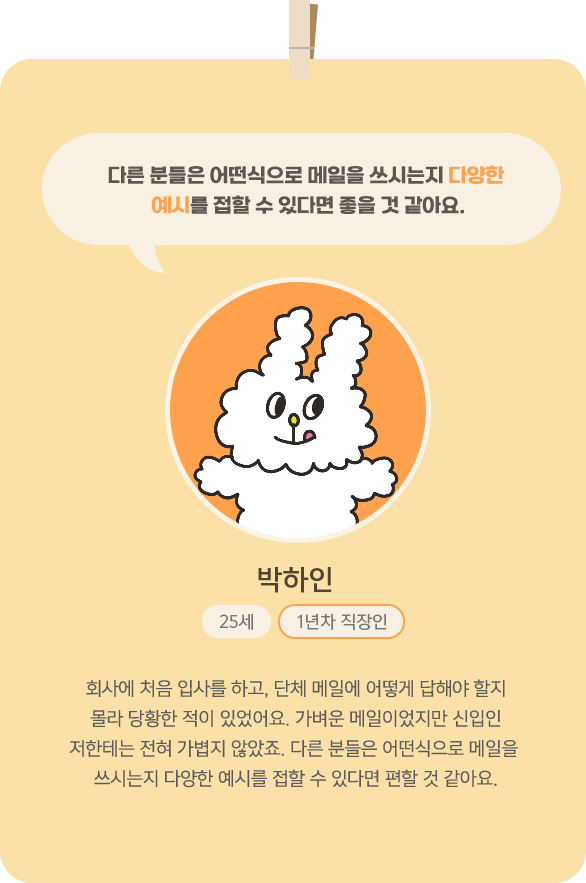 다른 분들은 어떤식으로 메일을 쓰시는지 다양한
예시를 접할 수 있다면 좋을 것 같아요.
박하인
25세
1년차 직장인
회사에 처음 입사를 하고, 단체 메일에 어떻게 답해야 할지
몰라 당황한 적이 있었어요. 가벼운 메일이었지만 신입인
저한테는 전혀 가볍지 않았죠. 다른 분들은 어떤식으로 메일을
쓰시는지 다양한 예시를 접할 수 있다면 편할 것 같아요.